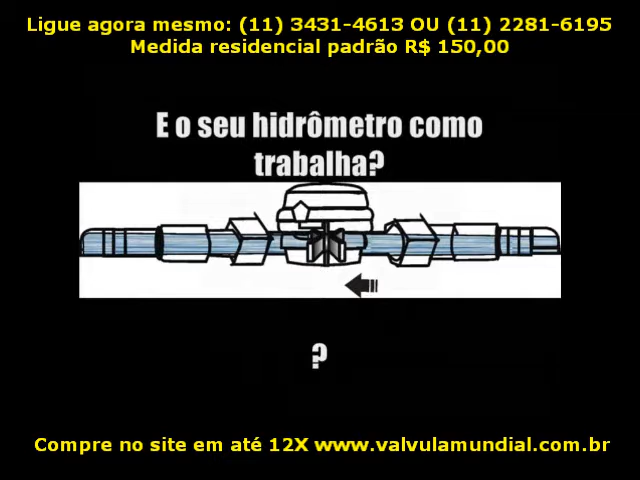 Ligue agora mesmo: (11) 3431-4613 OU (11) 2281-6195
Medida residencial padrão R$ 150,00
E o seu hidrômetro como
trabalha?
?
Compre no site em até 12X www.valvulamundial.com.br